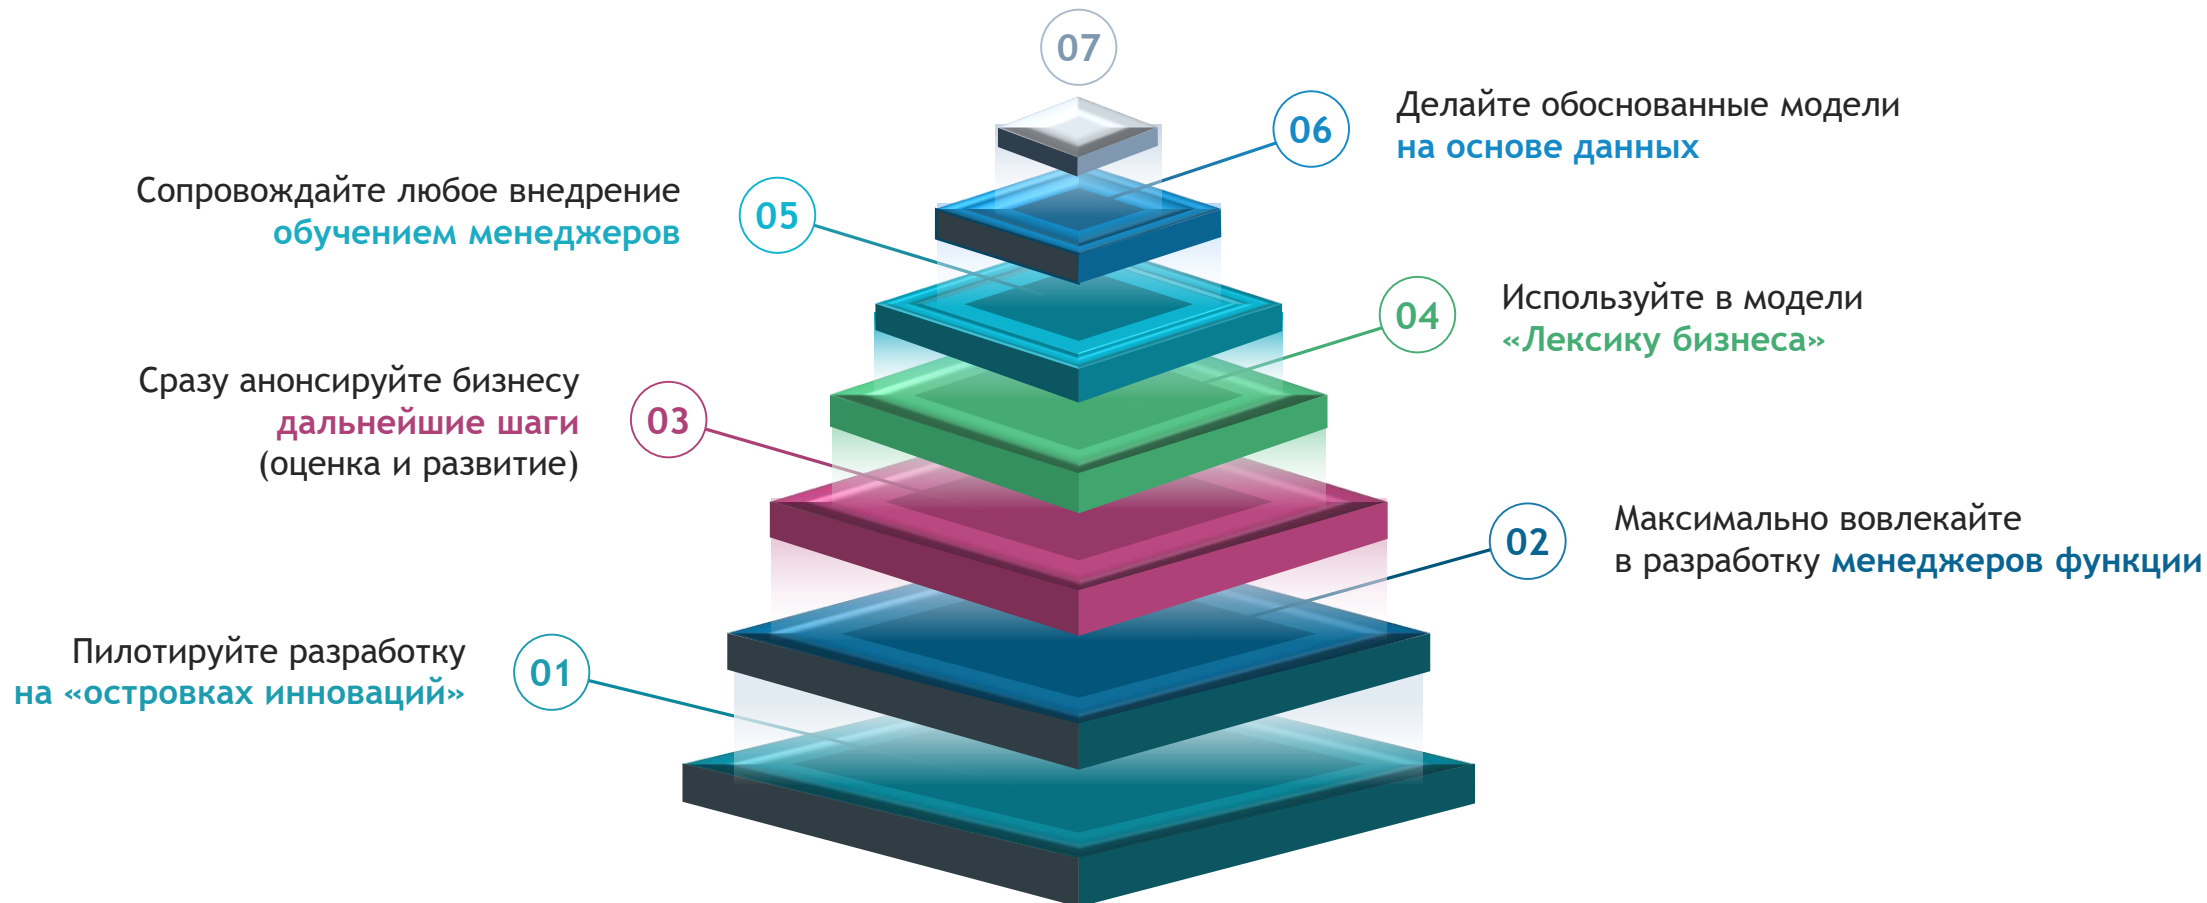 07
06
Делайте обоснованные модели
на основе данных
Сопровождайте любое внедрение
обучением менеджеров
05
04
Используйте в модели
«Лексику бизнеса»
Сразу анонсируйте бизнесу
дальнейшие шаги
(оценка и развитие)
03
02
Максимально вовлекайте
в разработку менеджеров функции
Пилотируйте разработку
на «островках инноваций»
01